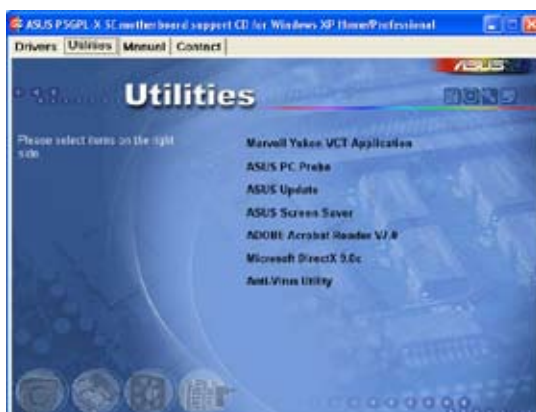 ASUS P5GPL-X SE motherboard support CD for Windows XP Home/Professional
Drivers Utilities Manual Contact
ASUS
Utilities
Please select items on the right
side
Marvell Yukon VCT Application
ASUS PC Probe
ASUS Update
ASUS Screen Saver
ADOBE Acrobat Reader V7.0
Microsoft DirectX 9.0c
Anti-Virus Utility